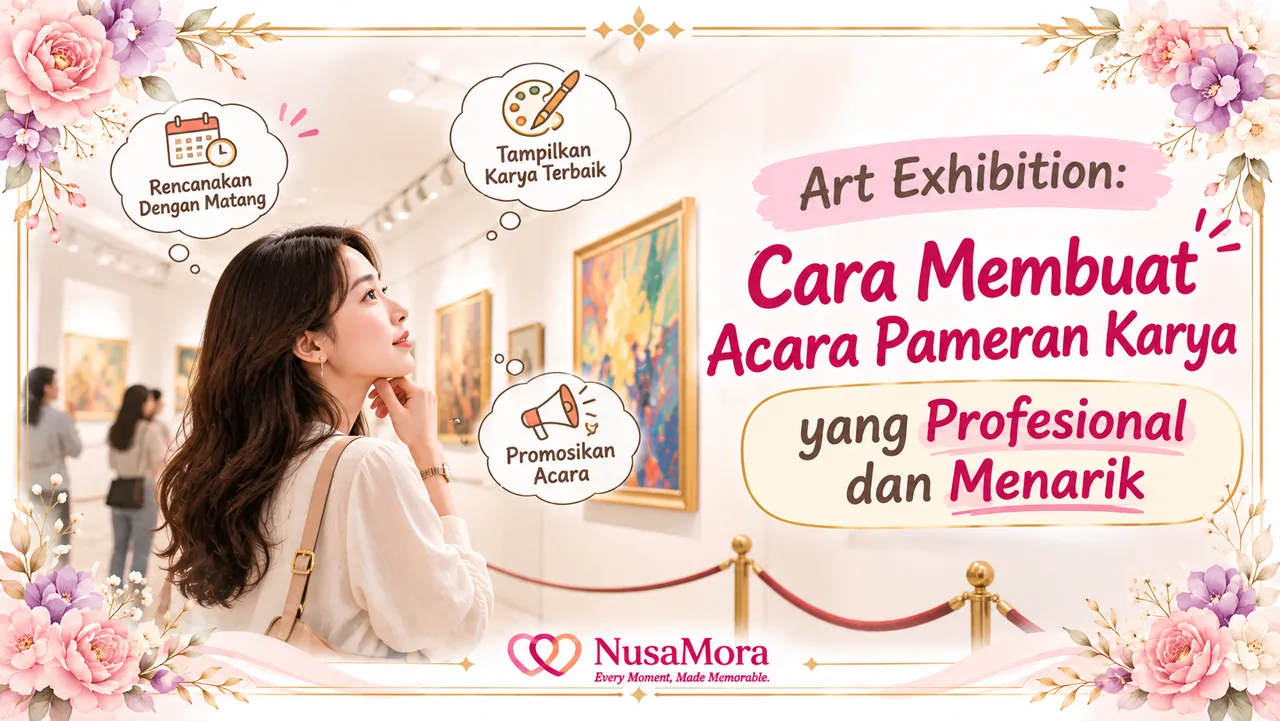 Rencanakan
Dengan Matang
Tampilkan
Karya Terbaik
Promosikan
Acara
Art Exhibition:
Cara Membuat
Acara Pameran Karya
yang Profesional
dan Menarik
NusaMora
Every Moment, Made Memorable.